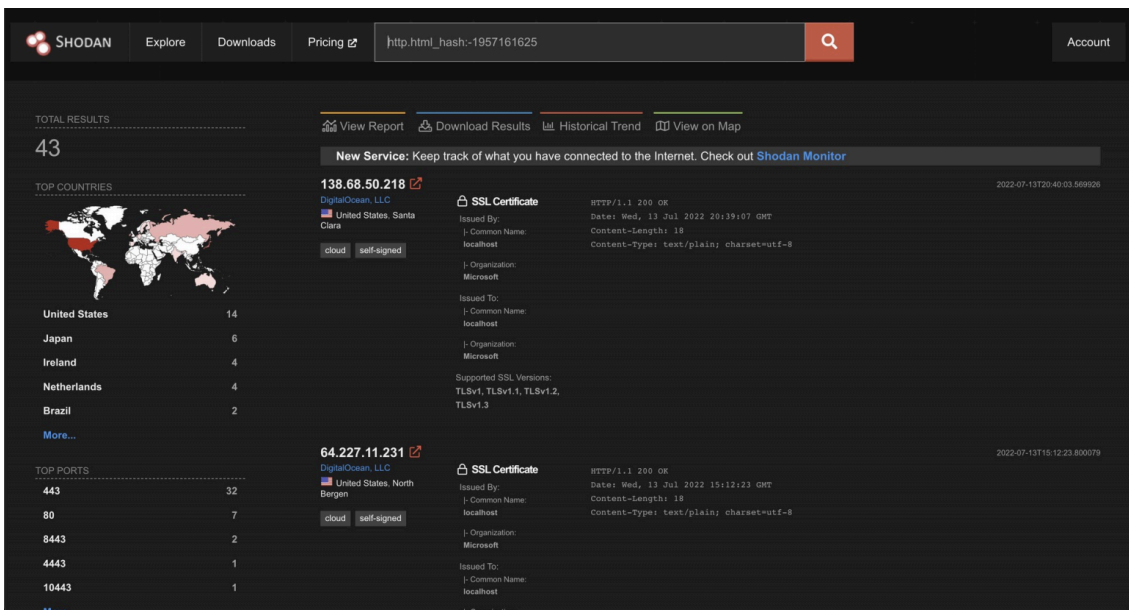 SHODAN Explore Downloads Pricing http.html_hash:-1957161625 Account
TOTAL RESULTS
43
TOP COUNTRIES
United States 14
Japan 6
Ireland 4
Netherlands 4
Brazil 2
More...
TOP PORTS
443 32
80 7
8443 2
4443 1
10443 1
View Report Download Results Historical Trend View on Map
New Service: Keep track of what you have connected to the Internet. Check out Shodan Monitor
138.68.50.218
2022-07-13T20:40:03.569926
DigitalOcean, LLC
United States, Santa
Clara
cloud self-signed
SSL Certificate
Issued By:
|- Common Name:
localhost
|- Organization:
Microsoft
Issued To:
|- Common Name:
localhost
|- Organization:
Microsoft
Supported SSL Versions:
TLSv1, TLSv1.1, TLSv1.2,
TLSv1.3
HTTP/1.1 200 OK
Date: Wed, 13 Jul 2022 20:39:07 GMT
Content-Length: 18
Content-Type: text/plain; charset=utf-8
64.227.11.231
2022-07-13T15:12:23.800079
DigitalOcean, LLC
United States, North
Bergen
cloud self-signed
SSL Certificate
Issued By:
|- Common Name:
localhost
|- Organization:
Microsoft
Issued To:
|- Common Name:
localhost
HTTP/1.1 200 OK
Date: Wed, 13 Jul 2022 15:12:23 GMT
Content-Length: 18
Content-Type: text/plain; charset=utf-8